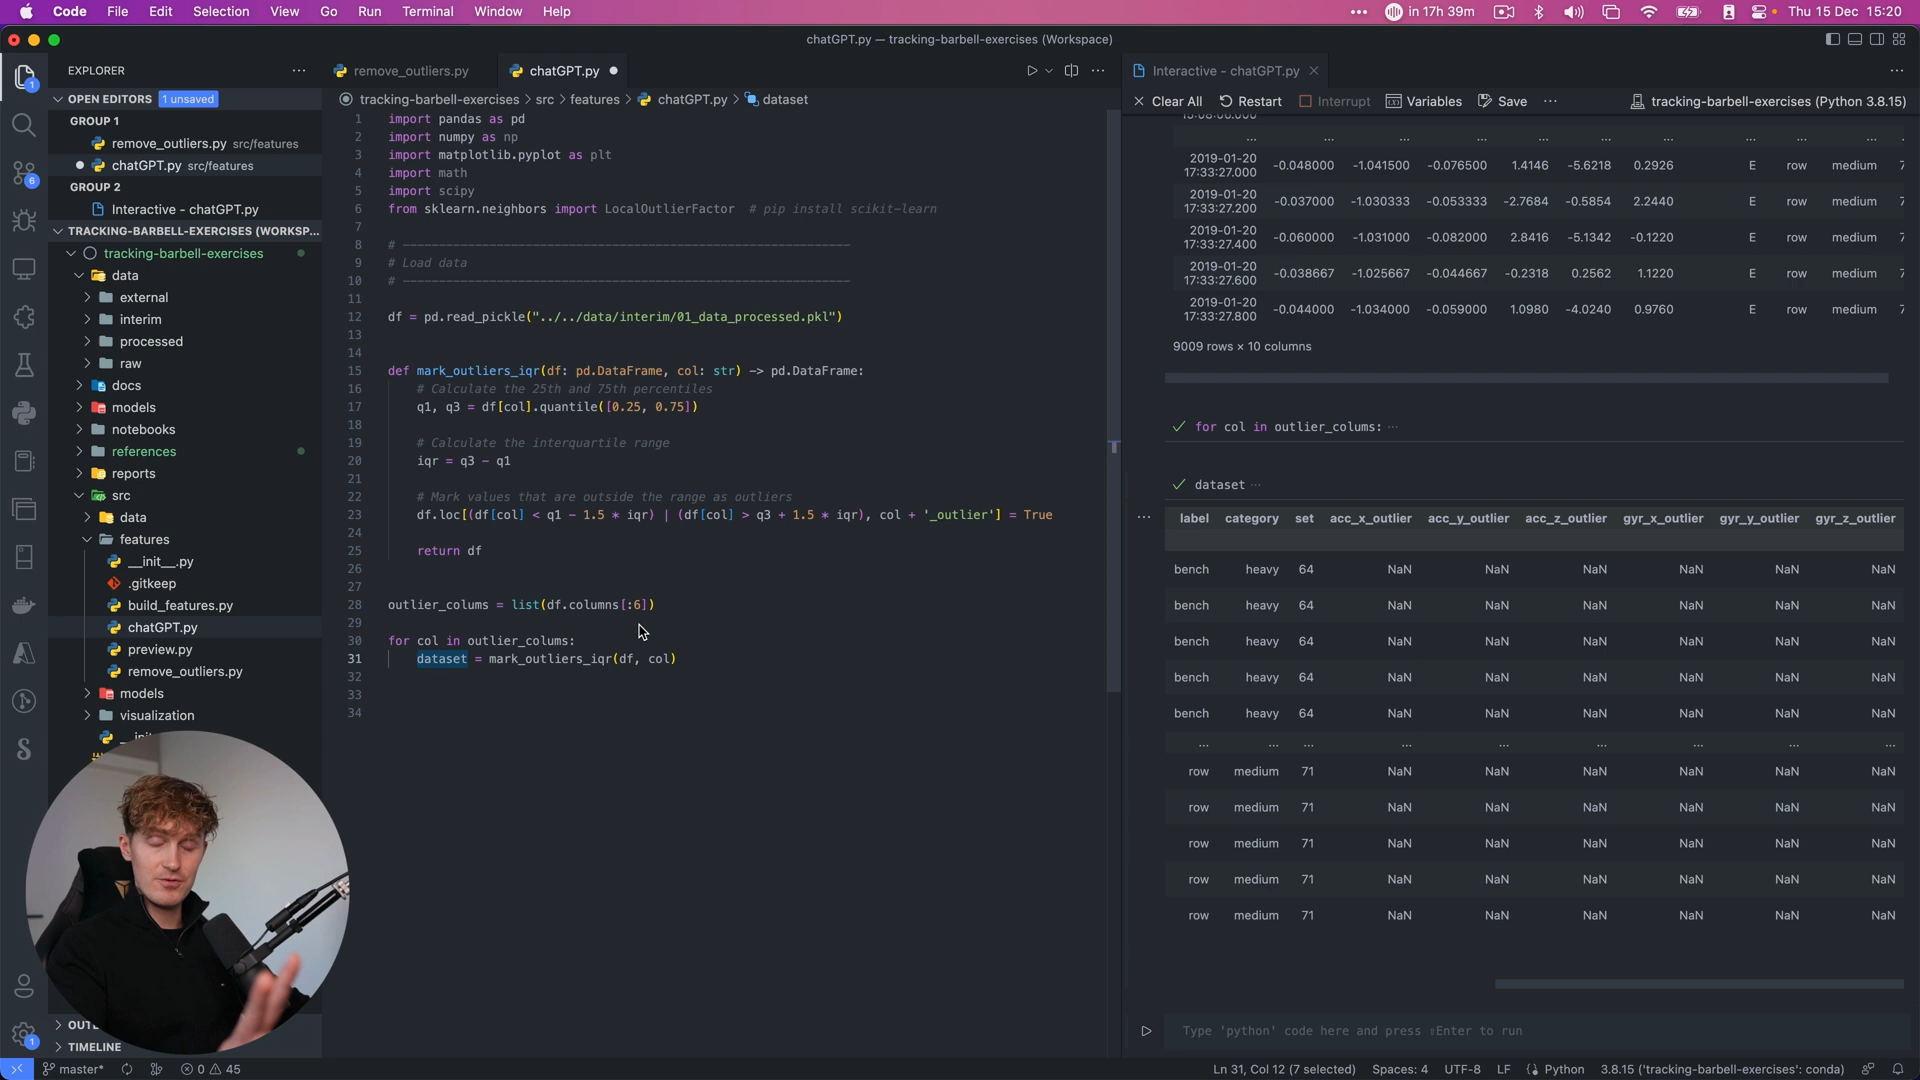 Code File Edit Selection View Go Run Terminal Window Help
in 17h 39m Thu 15 Dec 15:20
chatGPT.py — tracking-barbell-exercises (Workspace)
EXPLORER
OPEN EDITORS 1 unsaved
GROUP 1
remove_outliers.py src/features
chatGPT.py src/features
GROUP 2
Interactive - chatGPT.py
TRACKING-BARBELL-EXERCISES (WORKSP...
tracking-barbell-exercises
data
external
interim
processed
raw
docs
models
notebooks
references
reports
src
data
features
__init__.py
.gitkeep
build_features.py
chatGPT.py
preview.py
remove_outliers.py
models
visualization
TIMELINE
remove_outliers.py chatGPT.py
tracking-barbell-exercises > src > features > chatGPT.py > dataset
1 import pandas as pd
2 import numpy as np
3 import matplotlib.pyplot as plt
4 import math
5 import scipy
6 from sklearn.neighbors import LocalOutlierFactor # pip install scikit-learn
7
8 # --------------------------------------------------------------
9 # Load data
10 # --------------------------------------------------------------
11
12 df = pd.read_pickle("../../data/interim/01_data_processed.pkl")
13
14
15 def mark_outliers_iqr(df: pd.DataFrame, col: str) -> pd.DataFrame:
16 # Calculate the 25th and 75th percentiles
17 q1, q3 = df[col].quantile([0.25, 0.75])
18
19 # Calculate the interquartile range
20 iqr = q3 - q1
21
22 # Mark values that are outside the range as outliers
23 df.loc[(df[col] < q1 - 1.5 * iqr) | (df[col] > q3 + 1.5 * iqr), col + '_outlier'] = True
24
25 return df
26
27
28 outlier_colums = list(df.columns[:6])
29
30 for col in outlier_colums:
31 dataset = mark_outliers_iqr(df, col)
32
33
34
Interactive - chatGPT.py
Clear All Restart Interrupt Variables Save ... tracking-barbell-exercises (Python 3.8.15)
15:08:06.000
... ... ... ... ... ... ... ... ... ...
2019-01-20 17:33:27.000 -0.048000 -1.041500 -0.076500 1.4146 -5.6218 0.2926 E row medium 7
2019-01-20 17:33:27.200 -0.037000 -1.030333 -0.053333 -2.7684 -0.5854 2.2440 E row medium 7
2019-01-20 17:33:27.400 -0.060000 -1.031000 -0.082000 2.8416 -5.1342 -0.1220 E row medium 7
2019-01-20 17:33:27.600 -0.038667 -1.025667 -0.044667 -0.2318 0.2562 1.1220 E row medium 7
2019-01-20 17:33:27.800 -0.044000 -1.034000 -0.059000 1.0980 -4.0240 0.9760 E row medium 7
9009 rows × 10 columns
for col in outlier_colums: ...
dataset ...
label category set acc_x_outlier acc_y_outlier acc_z_outlier gyr_x_outlier gyr_y_outlier gyr_z_outlier
bench heavy 64 NaN NaN NaN NaN NaN NaN
bench heavy 64 NaN NaN NaN NaN NaN NaN
bench heavy 64 NaN NaN NaN NaN NaN NaN
bench heavy 64 NaN NaN NaN NaN NaN NaN
bench heavy 64 NaN NaN NaN NaN NaN NaN
... ... ... ... ... ... ... ... ...
row medium 71 NaN NaN NaN NaN NaN NaN
row medium 71 NaN NaN NaN NaN NaN NaN
row medium 71 NaN NaN NaN NaN NaN NaN
row medium 71 NaN NaN NaN NaN NaN NaN
row medium 71 NaN NaN NaN NaN NaN NaN
Type 'python' code here and press ⇧Enter to run
master* 0 45 Ln 31, Col 12 (7 selected) Spaces: 4 UTF-8 LF Python 3.8.15 ('tracking-barbell-exercises': conda)